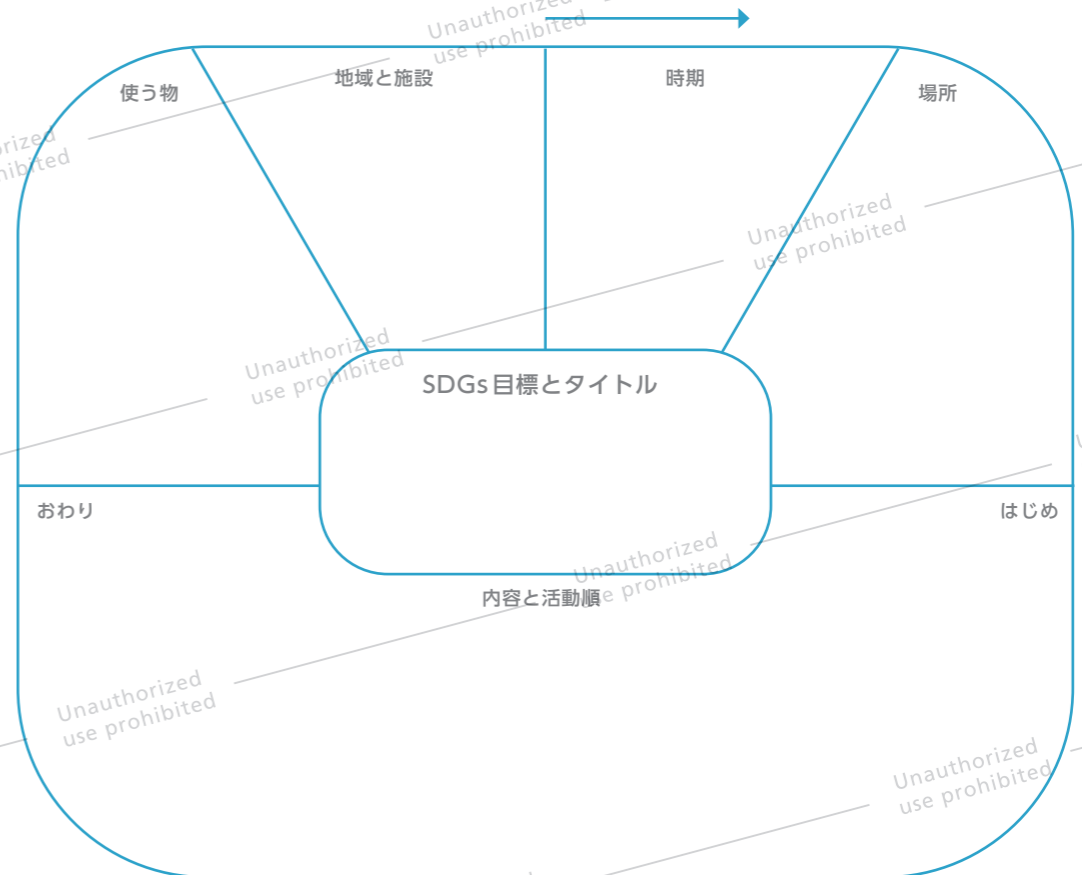 Unauthorized
use prohibited
使う物
地域と施設
時期
場所
Unauthorized
use prohibited
Unauthorized
use prohibited
SDGs目標とタイトル
おわり
はじめ
Unauthorized
use prohibited
内容と活動順
Unauthorized
use prohibited
Unauthorized
use prohibited